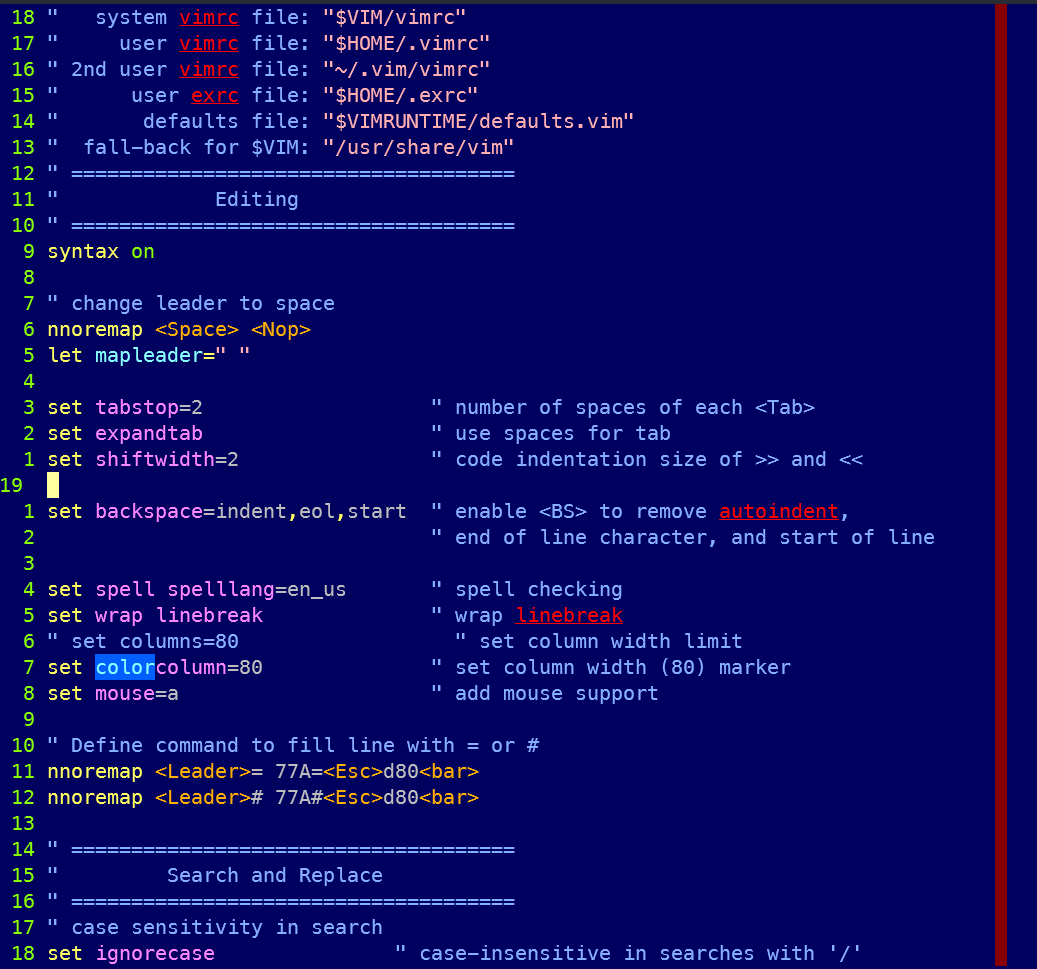 18 "   system vimrc file: "$VIM/vimrc"
17 "     user vimrc file: "$HOME/.vimrc"
16 " 2nd user vimrc file: "~/.vim/vimrc"
15 "      user exrc file: "$HOME/.exrc"
14 "       defaults file: "$VIMRUNTIME/defaults.vim"
13 "  fall-back for $VIM: "/usr/share/vim"
12 " =====================================
11 "             Editing
10 " =====================================
 9 syntax on
 8
 7 " change leader to space
 6 nnoremap <Space> <Nop>
 5 let mapleader=" "
 4
 3 set tabstop=2                   " number of spaces of each <Tab>
 2 set expandtab                   " use spaces for tab
 1 set shiftwidth=2                " code indentation size of >> and <<
19
 1 set backspace=indent,eol,start  " enable <BS> to remove autoindent,
 2                                 " end of line character, and start of line
 3
 4 set spell spelllang=en_us       " spell checking
 5 set wrap linebreak              " wrap linebreak
 6 " set columns=80                  " set column width limit
 7 set colorcolumn=80              " set column width (80) marker
 8 set mouse=a                     " add mouse support
 9
10 " Define command to fill line with = or #
11 nnoremap <Leader>= 77A=<Esc>d80<bar>
12 nnoremap <Leader># 77A#<Esc>d80<bar>
13
14 " =====================================
15 "         Search and Replace
16 " =====================================
17 " case sensitivity in search
18 set ignorecase               " case-insensitive in searches with '/'